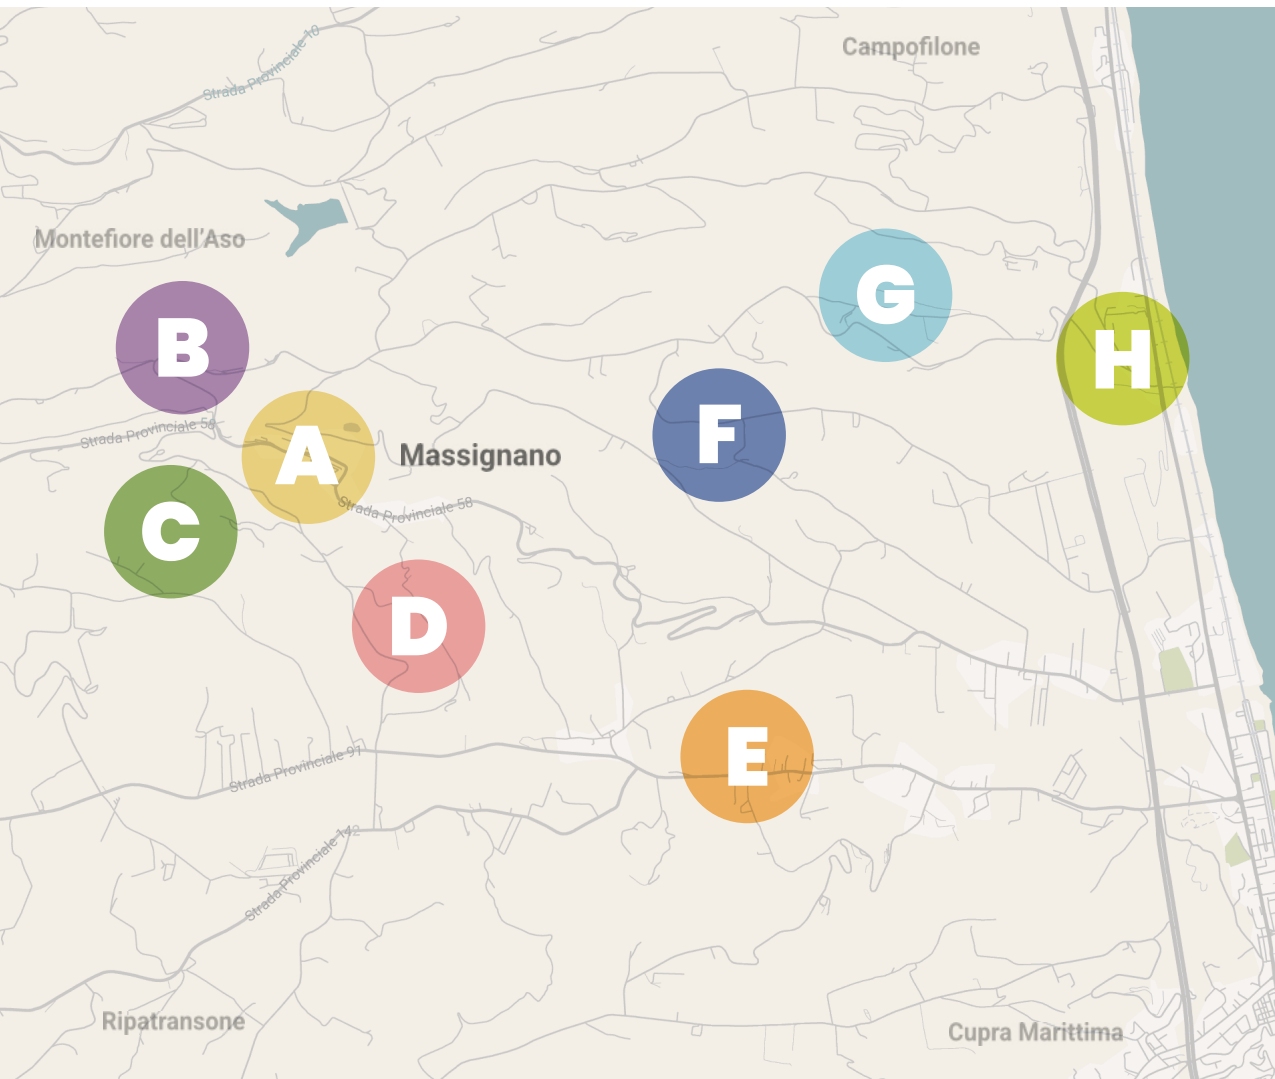 Campofilone
Strada Provinciale 10
Montefiore dell'Aso
G
B
H
F
Strada Provinciale 58
A
Massignano
Strada Provinciale 58
C
D
E
Strada Provinciale 91
Strada Provinciale 142
Ripatransone
Cupra Marittima